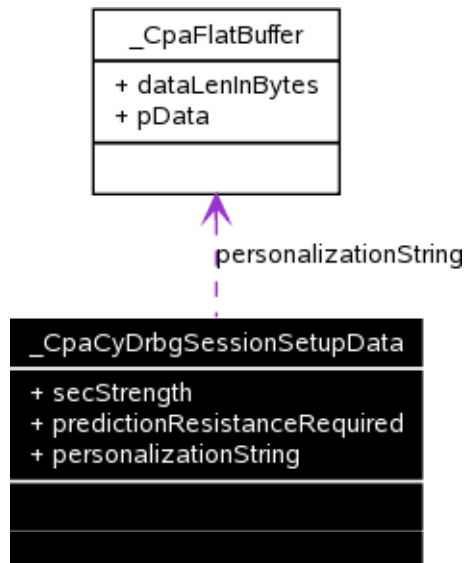 _CpaFlatBuffer
+ dataLenInBytes
+ pData
personalizationString
_CpaCyDrbgSessionSetupData
+ secStrength
+ predictionResistanceRequired
+ personalizationString